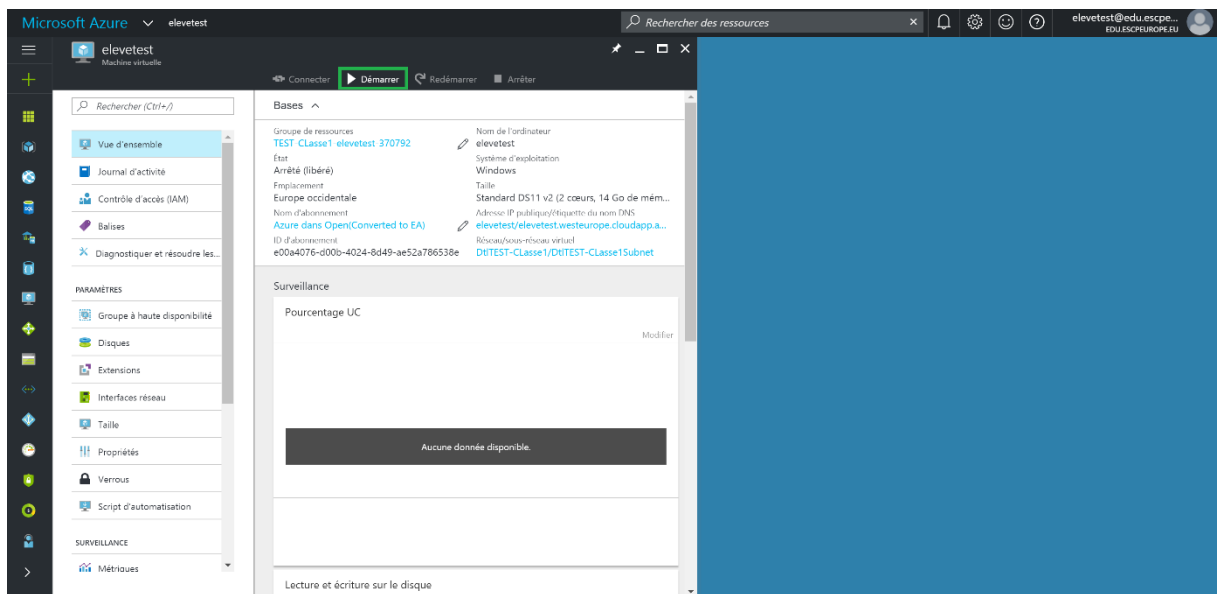 Microsoft Azure elevetest
Rechercher des ressources
elevetest@edu.escpe...
EDU.ESCPEUROPE.EU
elevetest
Machine virtuelle
Connecter Démarrer Redémarrer Arrêter
Rechercher (Ctrl+/)
Vue d'ensemble
Journal d'activité
Contrôle d'accès (IAM)
Balises
Diagnostiquer et résoudre les...
PARAMÈTRES
Groupe à haute disponibilité
Disques
Extensions
Interfaces réseau
Taille
Propriétés
Verrous
Script d'automatisation
SURVEILLANCE
Métriques
Bases
Groupe de ressources
TEST-CLasse1-elevetest-370792
État
Arrêté (libéré)
Emplacement
Europe occidentale
Nom d'abonnement
Azure dans Open(Converted to EA)
ID d'abonnement
e00a4076-d00b-4024-8d49-ae52a786538e
Nom de l'ordinateur
elevetest
Système d'exploitation
Windows
Taille
Standard DS11 v2 (2 cœurs, 14 Go de mém...
Adresse IP publique/étiquette du nom DNS
elevetest/elevetest.westeurope.cloudapp.a...
Réseau/sous-réseau virtuel
DtlTEST-CLasse1/DtlTEST-CLasse1Subnet
Surveillance
Pourcentage UC
Modifier
Aucune donnée disponible.
Lecture et écriture sur le disque